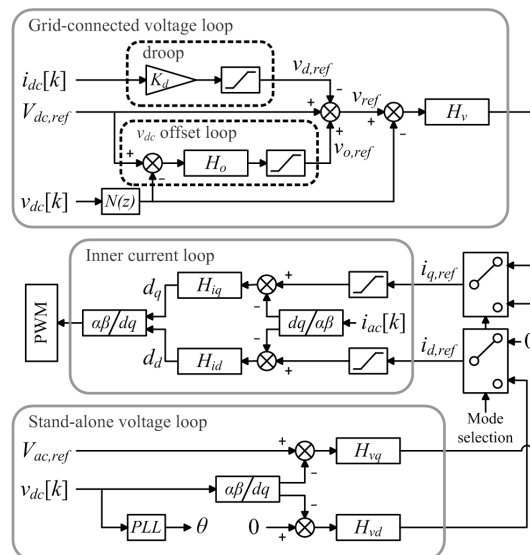 Grid-connected voltage loop
droop
i_dc[k]
K_d
v_d,ref
V_dc,ref
v_ref
H_v
v_dc offset loop
H_o
v_o,ref
v_dc[k]
N(z)
Inner current loop
d_q
H_iq
i_q,ref
PWM
αβ/dq
dq/αβ
i_ac[k]
d_d
H_id
i_d,ref
0
Mode
selection
Stand-alone voltage loop
V_ac,ref
H_vq
v_dc[k]
αβ/dq
PLL
θ
0
H_vd